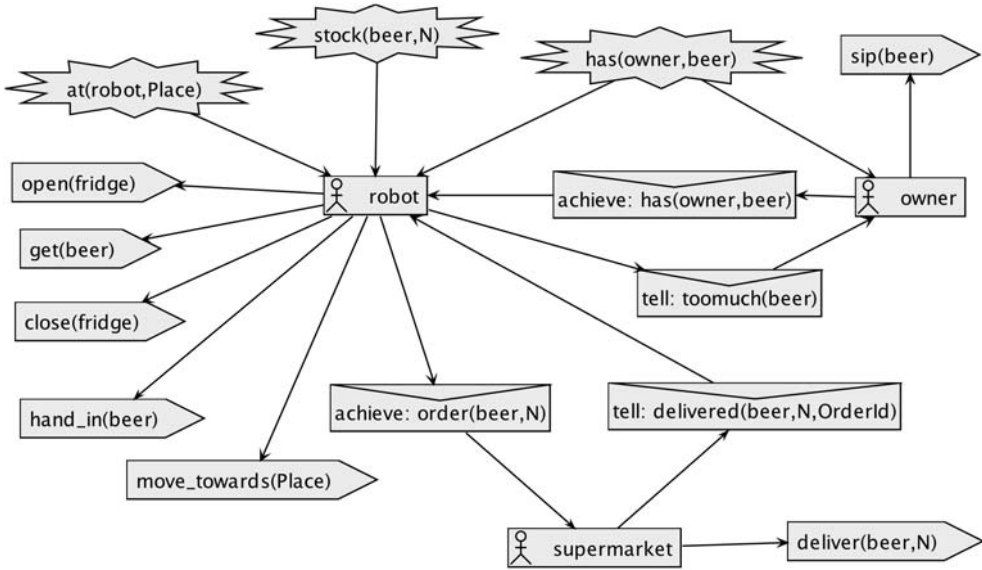 stock(beer,N)
has(owner,beer)
sip(beer)
at(robot,Place)
open(fridge)
robot
achieve: has(owner,beer)
owner
get(beer)
tell: toomuch(beer)
close(fridge)
hand_in(beer)
achieve: order(beer,N)
tell: delivered(beer,N,OrderId)
move_towards(Place)
supermarket
deliver(beer,N)